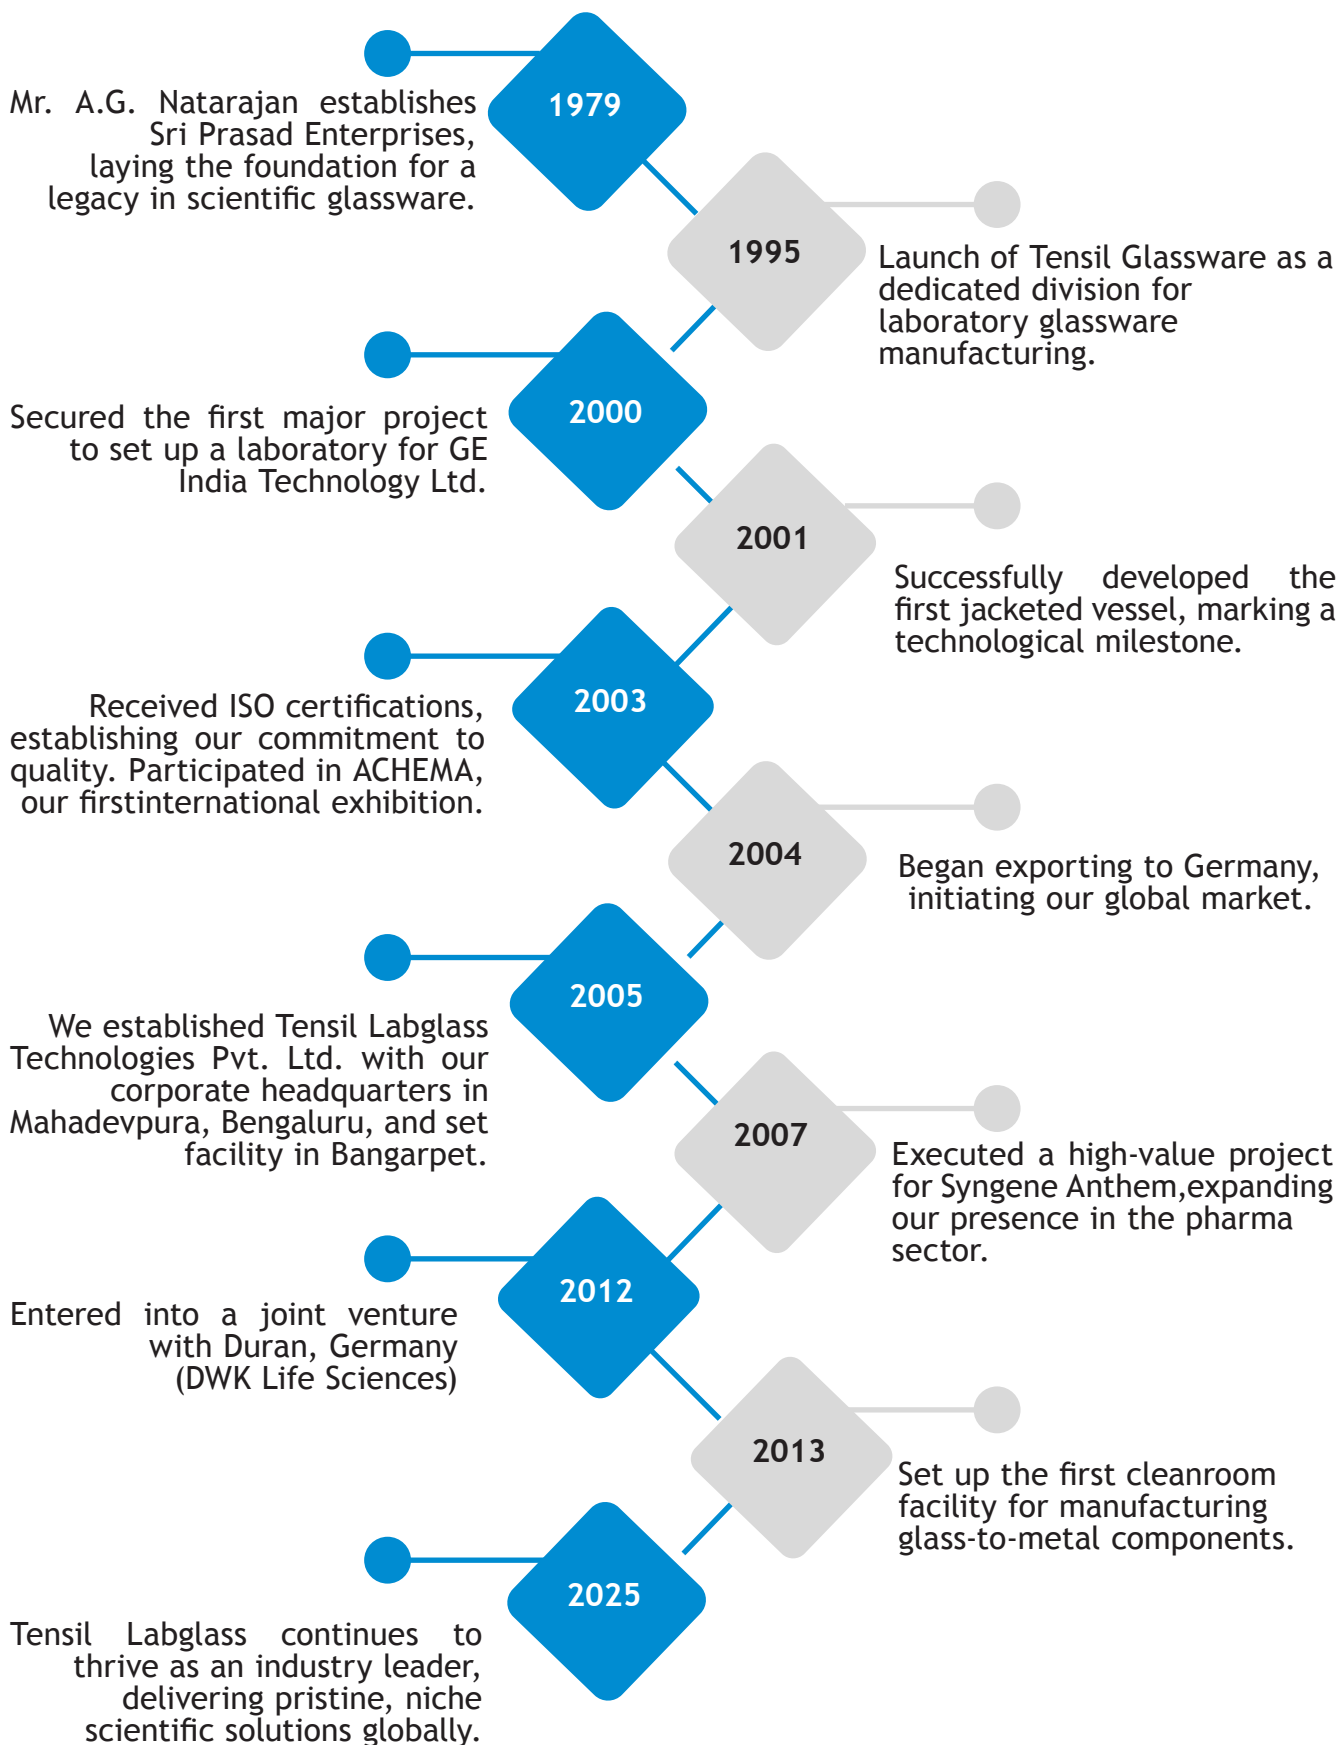 1979
Mr. A.G. Natarajan establishes
Sri Prasad Enterprises,
laying the foundation for a
legacy in scientific glassware.
1995
Launch of Tensil Glassware as a
dedicated division for
laboratory glassware
manufacturing.
2000
Secured the first major project
to set up a laboratory for GE
India Technology Ltd.
2001
Successfully developed the
first jacketed vessel, marking a
technological milestone.
2003
Received ISO certifications,
establishing our commitment to
quality. Participated in ACHEMA,
our firstinternational exhibition.
2004
Began exporting to Germany,
initiating our global market.
2005
We established Tensil Labglass
Technologies Pvt. Ltd. with our
corporate headquarters in
Mahadevpura, Bengaluru, and set
facility in Bangarpet.
2007
Executed a high-value project
for Syngene Anthem,expanding
our presence in the pharma
sector.
2012
Entered into a joint venture
with Duran, Germany
(DWK Life Sciences)
2013
Set up the first cleanroom
facility for manufacturing
glass-to-metal components.
2025
Tensil Labglass continues to
thrive as an industry leader,
delivering pristine, niche
scientific solutions globally.